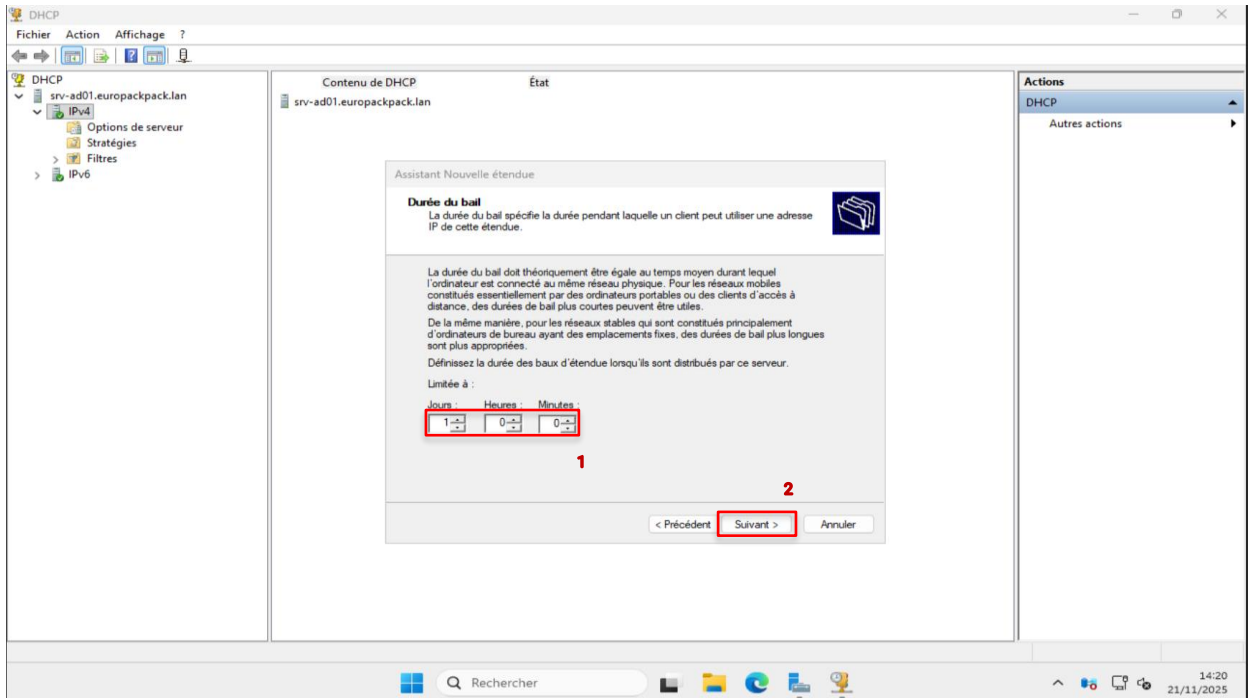 DHCP
Fichier Action Affichage ?
DHCP
srv-ad01.europackpack.lan
IPv4
Options de serveur
Stratégies
Filtres
IPv6
Contenu de DHCP État
srv-ad01.europackpack.lan
Assistant Nouvelle étendue
Durée du bail
La durée du bail spécifie la durée pendant laquelle un client peut utiliser une adresse
IP de cette étendue.
La durée du bail doit théoriquement être égale au temps moyen durant lequel
l'ordinateur est connecté au même réseau physique. Pour les réseaux mobiles
constitués essentiellement par des ordinateurs portables ou des clients d'accès à
distance, des durées de bail plus courtes peuvent être utiles.
De la même manière, pour les réseaux stables qui sont constitués principalement
d'ordinateurs de bureau ayant des emplacements fixes, des durées de bail plus longues
sont plus appropriées.
Définissez la durée des baux d'étendue lorsqu'ils sont distribués par ce serveur.
Limitée à :
Jours : Heures : Minutes :
1 0 0
1
2
< Précédent Suivant > Annuler
Actions
DHCP
Autres actions
Rechercher
14:20
21/11/2025